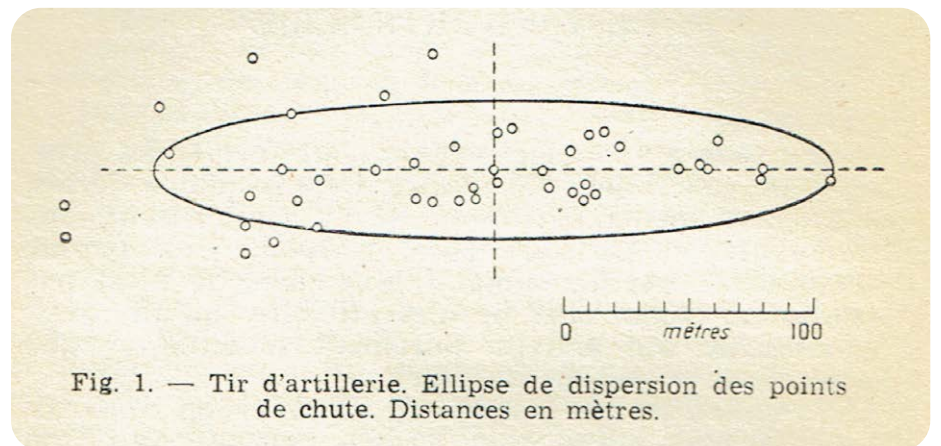 0 mètres 100
Fig. 1. — Tir d'artillerie. Ellipse de dispersion des points
de chute. Distances en mètres.